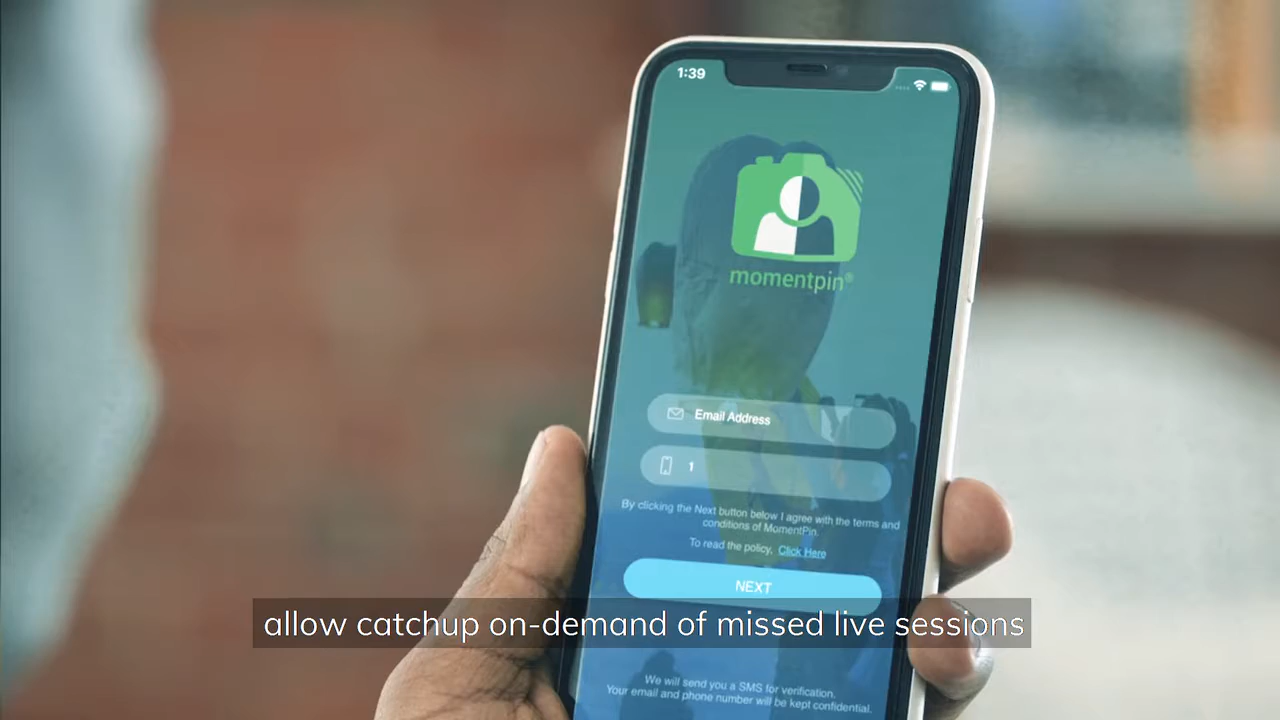 1:39
momentpin®
Email Address
1
By clicking the Next button below I agree with the terms and
conditions of MomentPin.
To read the policy, Click Here
NEXT
allow catchup on-demand of missed live sessions
We will send you a SMS for verification.
Your email and phone number will be kept confidential.